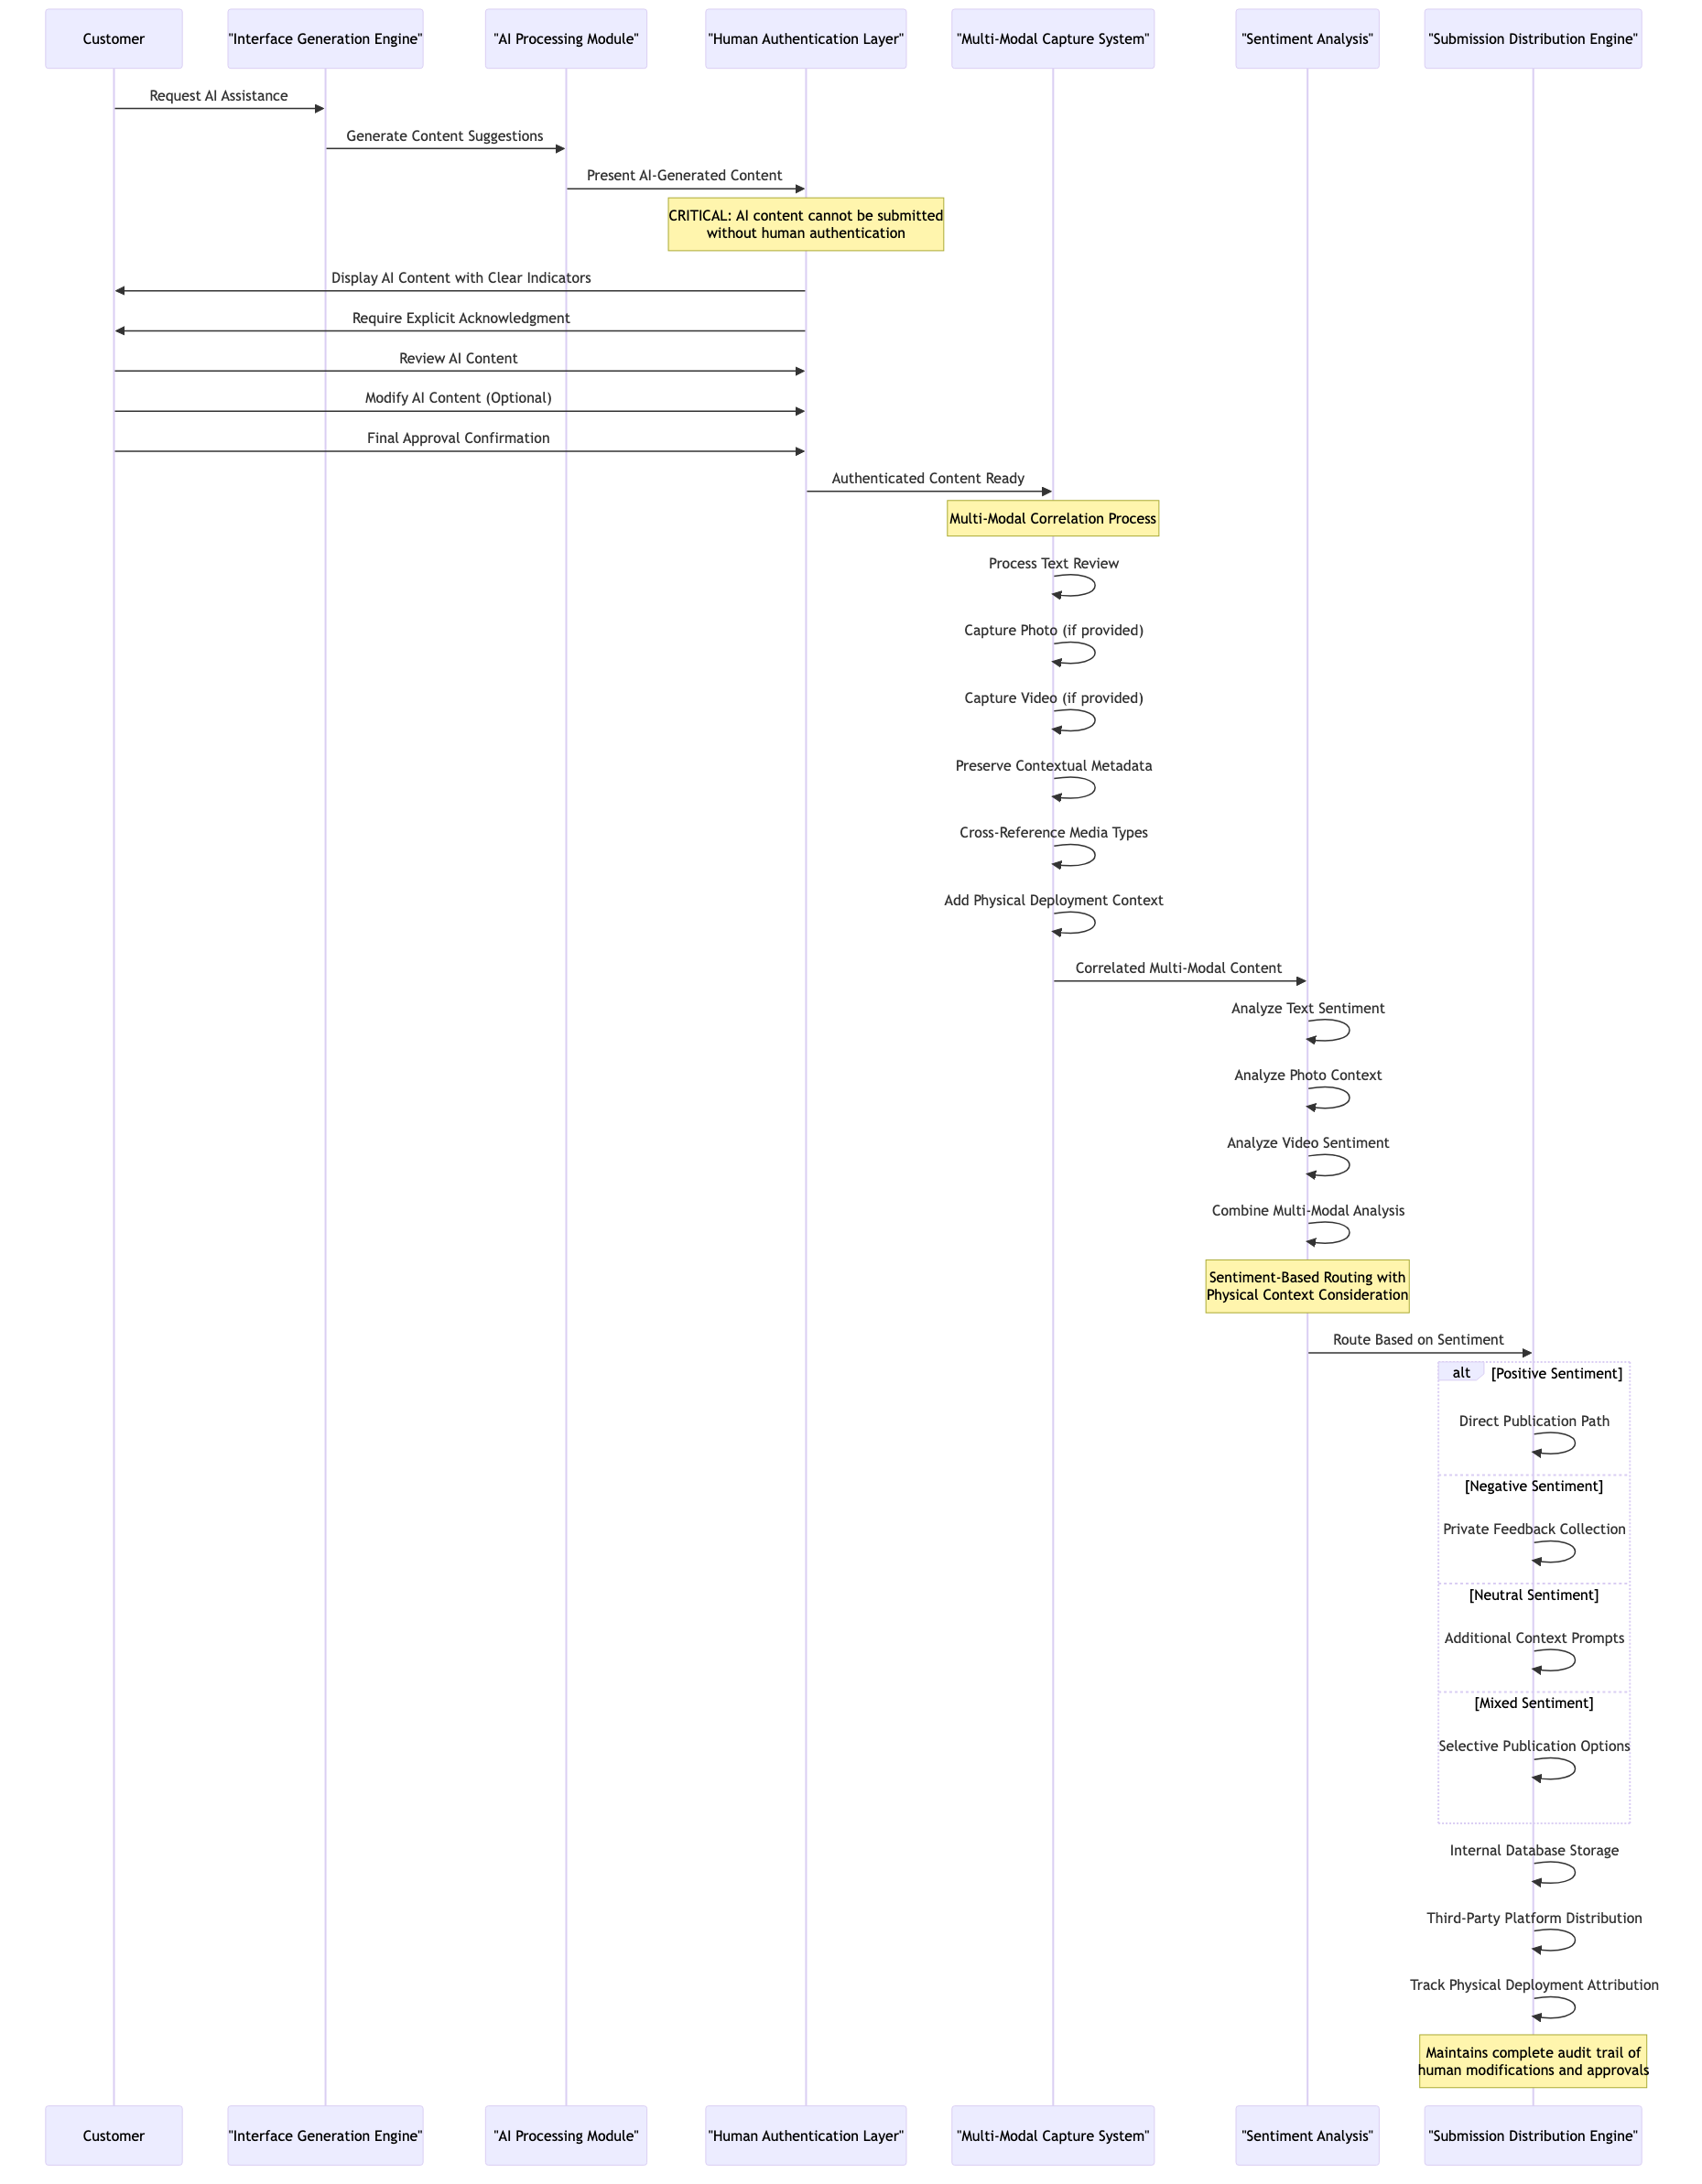 Customer
"Interface Generation Engine"
"AI Processing Module"
"Human Authentication Layer"
"Multi-Modal Capture System"
"Sentiment Analysis"
"Submission Distribution Engine"
Request AI Assistance
Generate Content Suggestions
Present AI-Generated Content
CRITICAL: AI content cannot be submitted
without human authentication
Display AI Content with Clear Indicators
Require Explicit Acknowledgment
Review AI Content
Modify AI Content (Optional)
Final Approval Confirmation
Authenticated Content Ready
Multi-Modal Correlation Process
Process Text Review
Capture Photo (if provided)
Capture Video (if provided)
Preserve Contextual Metadata
Cross-Reference Media Types
Add Physical Deployment Context
Correlated Multi-Modal Content
Analyze Text Sentiment
Analyze Photo Context
Analyze Video Sentiment
Combine Multi-Modal Analysis
Sentiment-Based Routing with
Physical Context Consideration
Route Based on Sentiment
alt
[Positive Sentiment]
Direct Publication Path
[Negative Sentiment]
Private Feedback Collection
[Neutral Sentiment]
Additional Context Prompts
[Mixed Sentiment]
Selective Publication Options
Internal Database Storage
Third-Party Platform Distribution
Track Physical Deployment Attribution
Maintains complete audit trail of
human modifications and approvals
Customer
"Interface Generation Engine"
"AI Processing Module"
"Human Authentication Layer"
"Multi-Modal Capture System"
"Sentiment Analysis"
"Submission Distribution Engine"